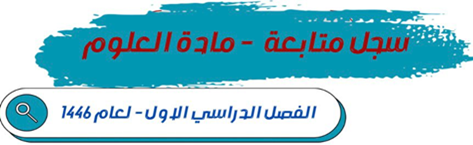 سجل متابعة - مادة العلوم
الفصل الدراسي الاول - لعام 1446